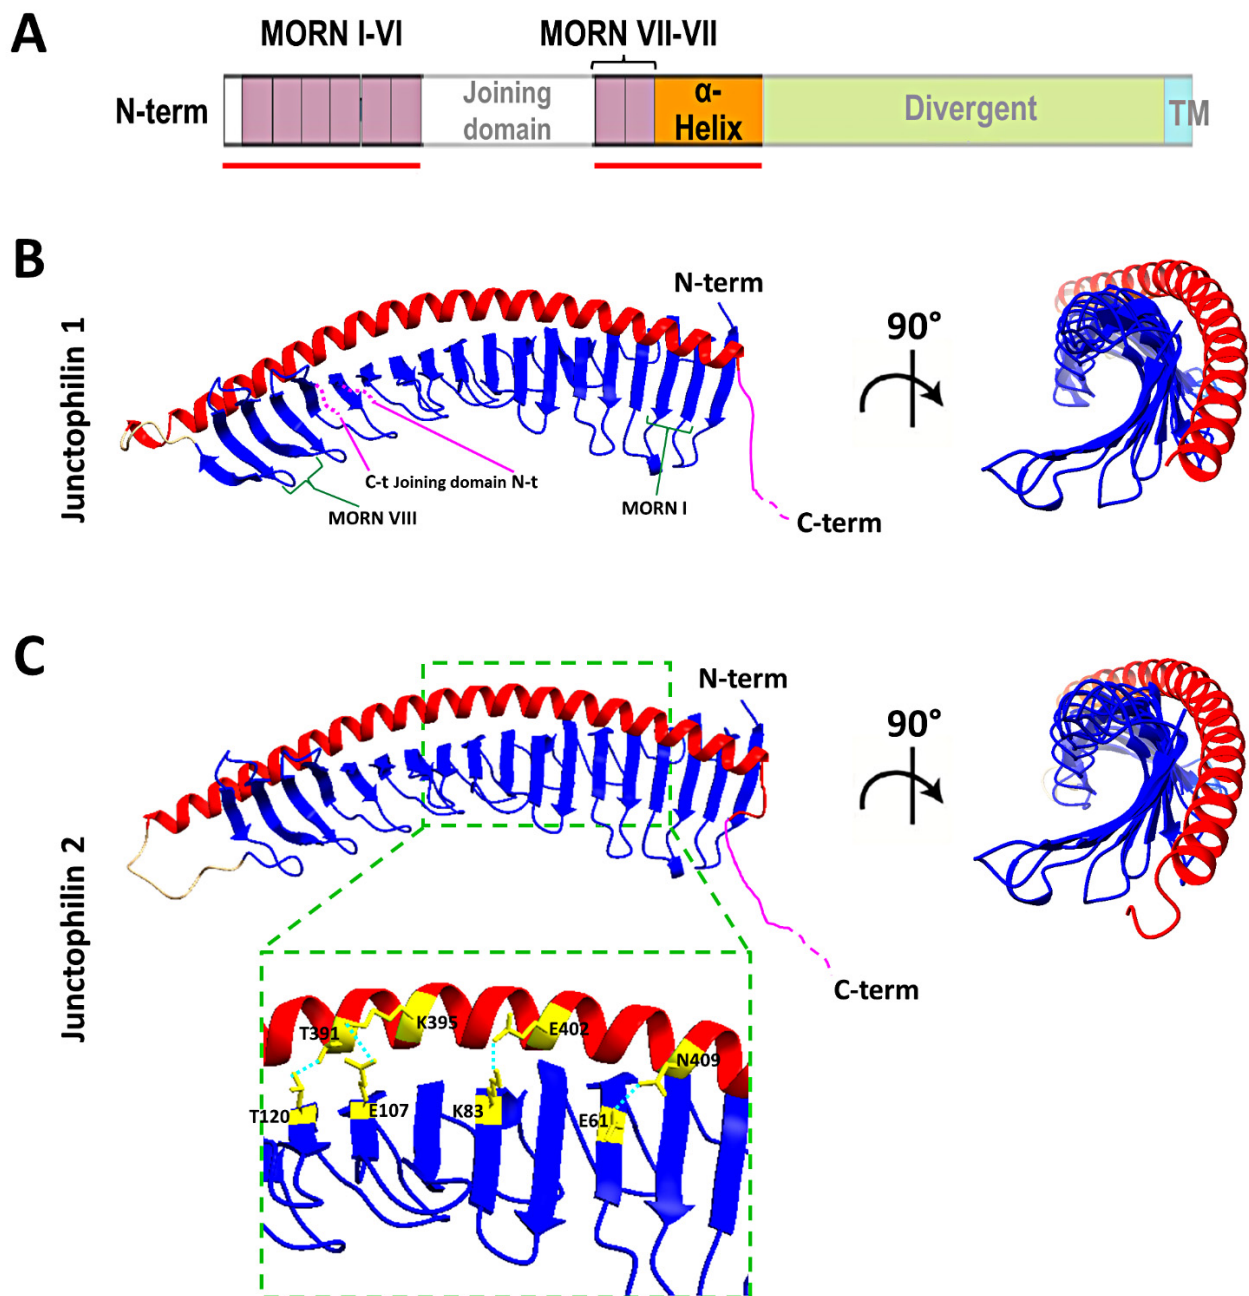 A
MORN I-VI
MORN VII-VII
N-term
Joining
domain
α-
Helix
Divergent
TM
B
Junctophilin 1
N-term
90°
C-t Joining domain N-t
MORN VIII
MORN I
C-term
C
Junctophilin 2
N-term
90°
C-term
T391
K395
E402
N409
T120
E107
K83
E61